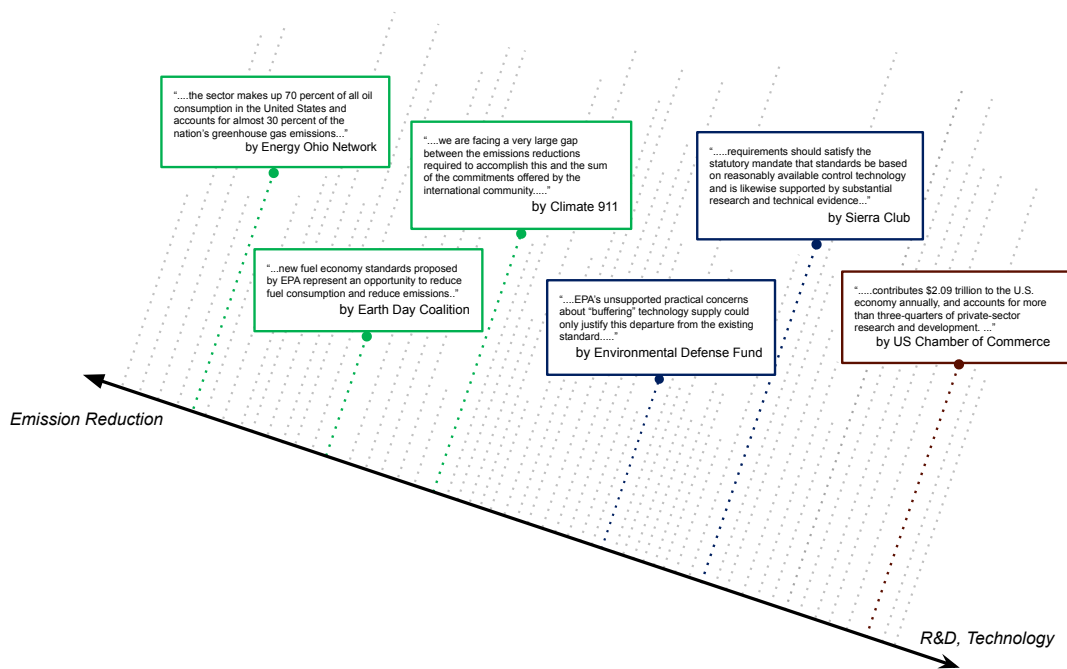 “....the sector makes up 70 percent of all oil
consumption in the United States and
accounts for almost 30 percent of the
nation’s greenhouse gas emissions...”
by Energy Ohio Network
“....we are facing a very large gap
between the emissions reductions
required to accomplish this and the sum
of the commitments offered by the
international community.....”
by Climate 911
“.....requirements should satisfy the
statutory mandate that standards be based
on reasonably available control technology
and is likewise supported by substantial
research and technical evidence...”
by Sierra Club
“...new fuel economy standards proposed
by EPA represent an opportunity to reduce
fuel consumption and reduce emissions..”
by Earth Day Coalition
“....EPA’s unsupported practical concerns
about “buffering” technology supply could
only justify this departure from the existing
standard.....”
by Environmental Defense Fund
“.....contributes $2.09 trillion to the U.S.
economy annually, and accounts for more
than three-quarters of private-sector
research and development. ...”
by US Chamber of Commerce
Emission Reduction
R&D, Technology